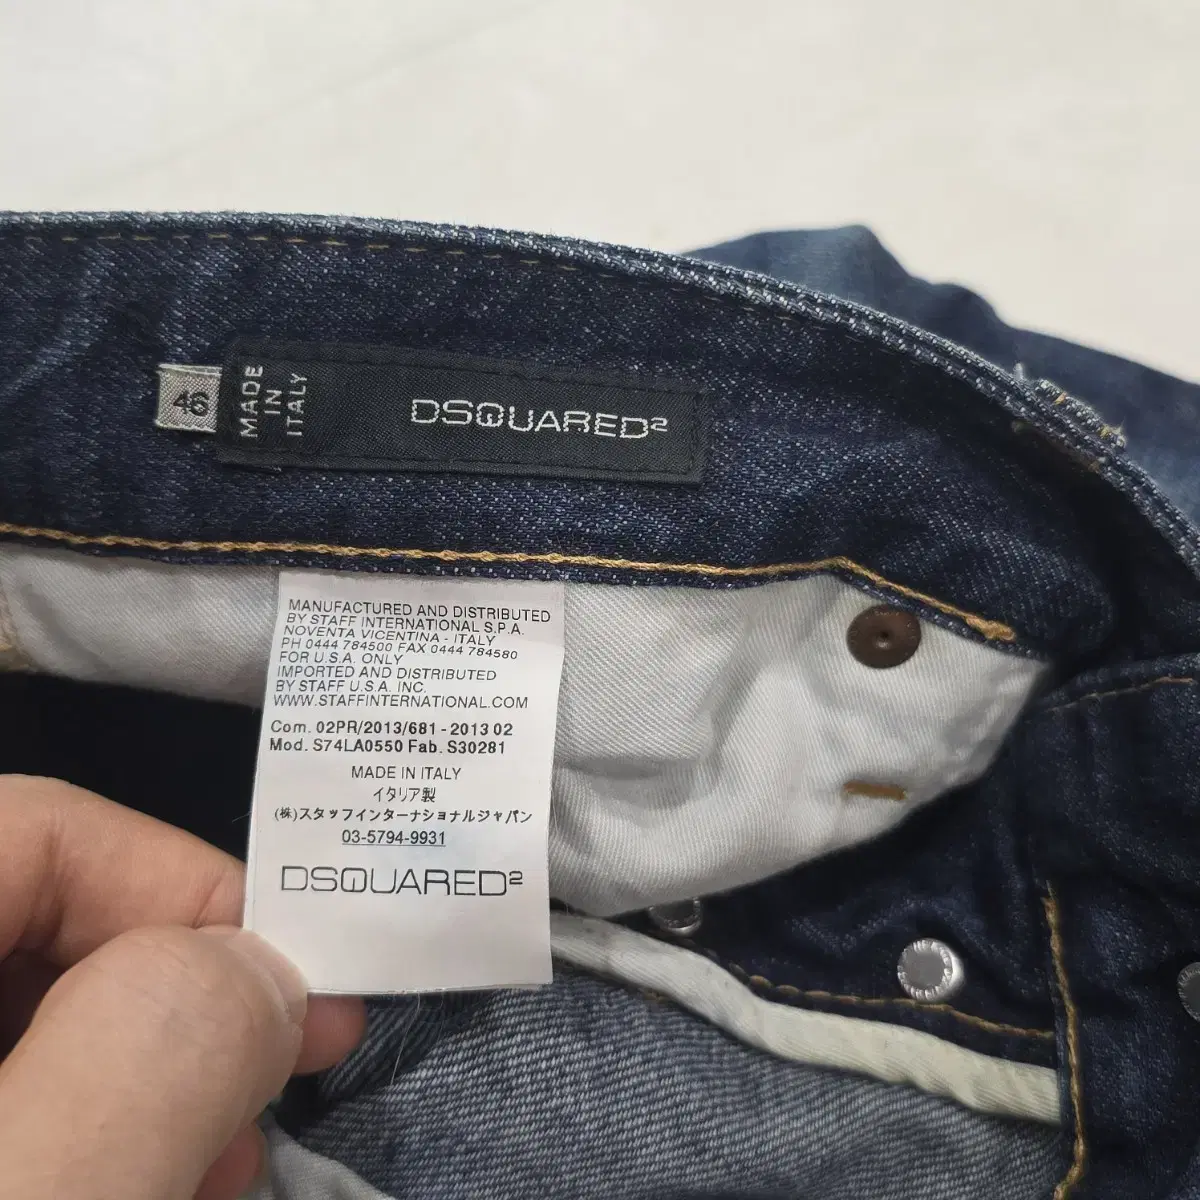 46
MADE
IN
ITALY
DSQUARED2
MANUFACTURED AND DISTRIBUTED
BY STAFF INTERNATIONAL S.P.A.
NOVENTA VICENTINA - ITALY
PH 0444 784500 FAX 0444 784580
FOR U.S.A. ONLY
IMPORTED AND DISTRIBUTED
BY STAFF U.S.A. INC.
WWW.STAFFINTERNATIONAL.COM
Com. 02PR/2013/681 - 2013 02
Mod. S74LA0550 Fab. S30281
MADE IN ITALY
イタリア製
(株)スタッフインターナショナルジャパン
03-5794-9931
DSQUARED2